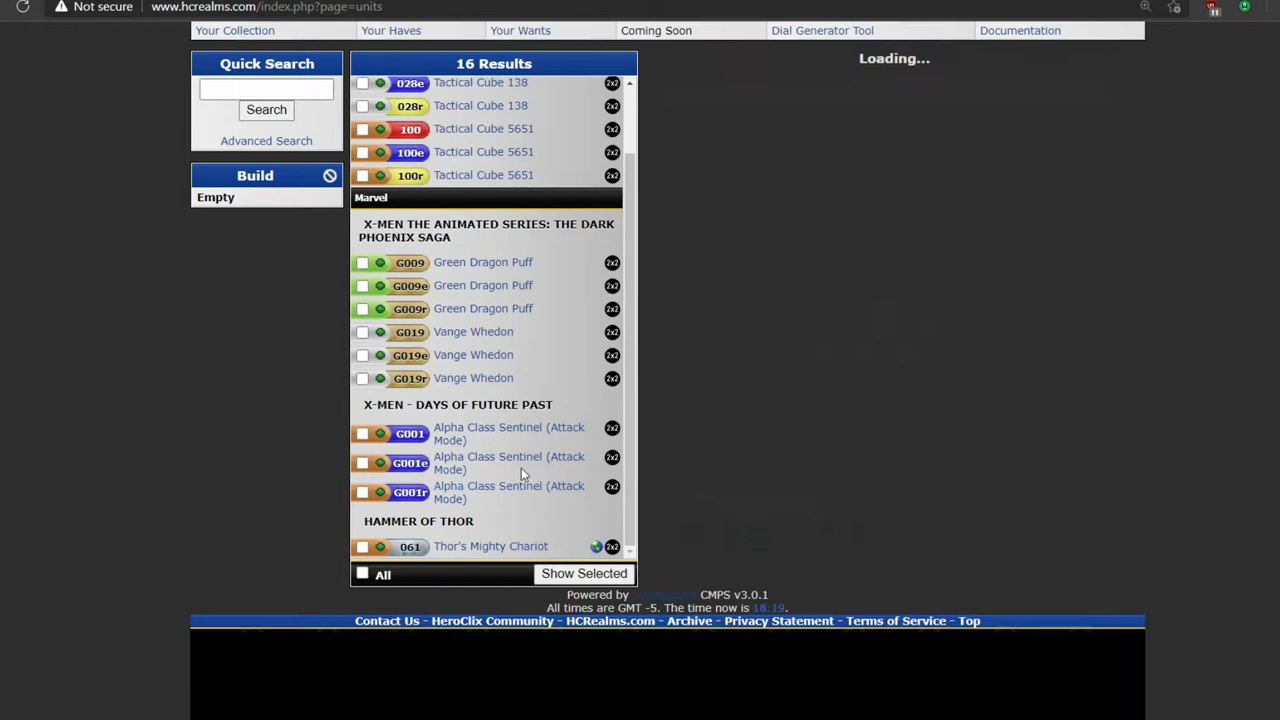 Not secure www.hcrealms.com/index.php?page=units
11
Your Collection Your Haves Your Wants Coming Soon Dial Generator Tool Documentation
Quick Search
Search
Advanced Search
Build
Empty
16 Results
028e Tactical Cube 138 2x2
028r Tactical Cube 138 2x2
100 Tactical Cube 5651 2x2
100e Tactical Cube 5651 2x2
100r Tactical Cube 5651 2x2
Marvel
X-MEN THE ANIMATED SERIES: THE DARK
PHOENIX SAGA
G009 Green Dragon Puff 2x2
G009e Green Dragon Puff 2x2
G009r Green Dragon Puff 2x2
G019 Vange Whedon 2x2
G019e Vange Whedon 2x2
G019r Vange Whedon 2x2
X-MEN - DAYS OF FUTURE PAST
G001 Alpha Class Sentinel (Attack
Mode) 2x2
G001e Alpha Class Sentinel (Attack
Mode) 2x2
G001r Alpha Class Sentinel (Attack
Mode) 2x2
HAMMER OF THOR
061 Thor's Mighty Chariot 2x2
All Show Selected
Loading...
Powered by CMPS v3.0.1
All times are GMT -5. The time now is 18:19.
Contact Us - HeroClix Community - HCRealms.com - Archive - Privacy Statement - Terms of Service - Top